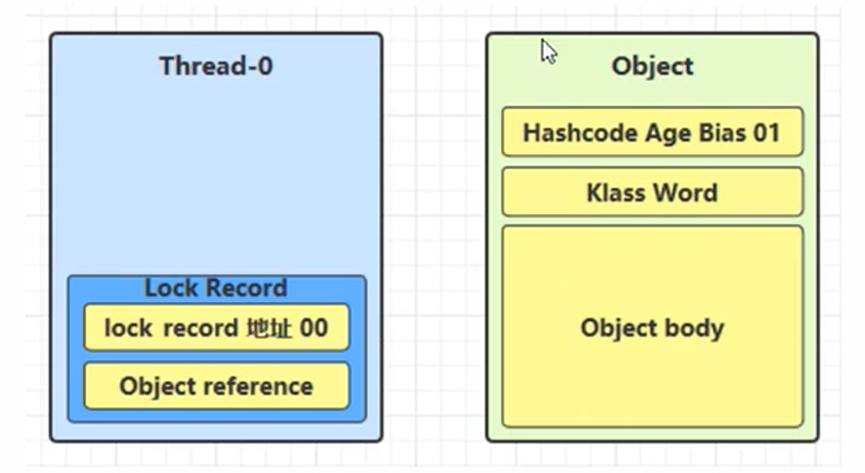 Thread-0
Lock Record
lock record 地址 00
Object reference
Object
Hashcode Age Bias 01
Klass Word
Object body